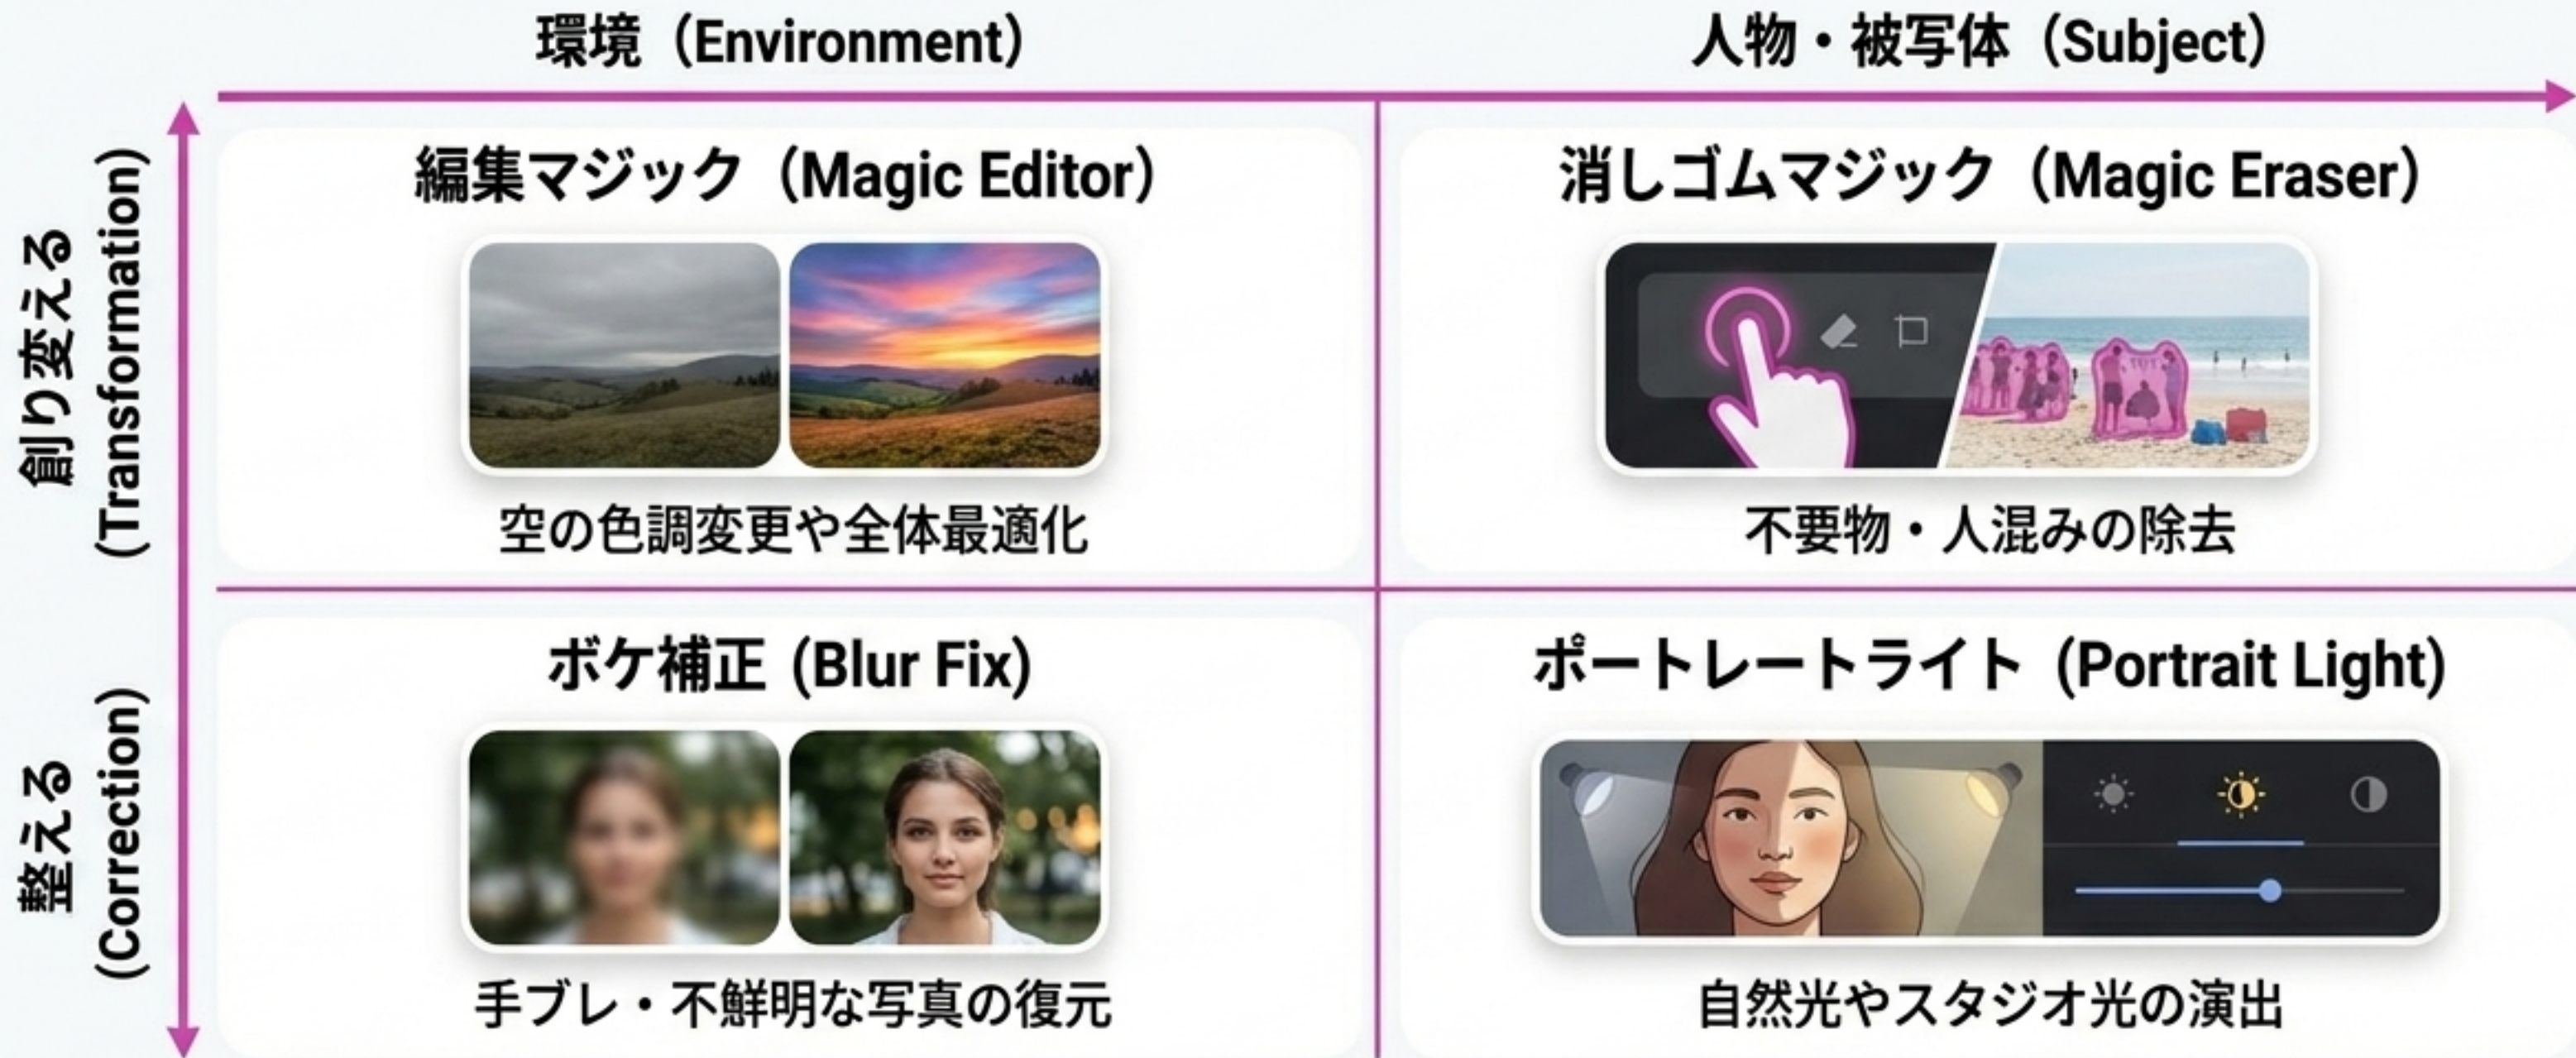 環境（Environment）
人物・被写体（Subject）
創り変える
(Transformation)
編集マジック（Magic Editor）
空の色調変更や全体最適化
消しゴムマジック（Magic Eraser）
不要物・人混みの除去
整える
(Correction)
ボケ補正 (Blur Fix)
手ブレ・不鮮明な写真の復元
ポートレートライト (Portrait Light)
自然光やスタジオ光の演出